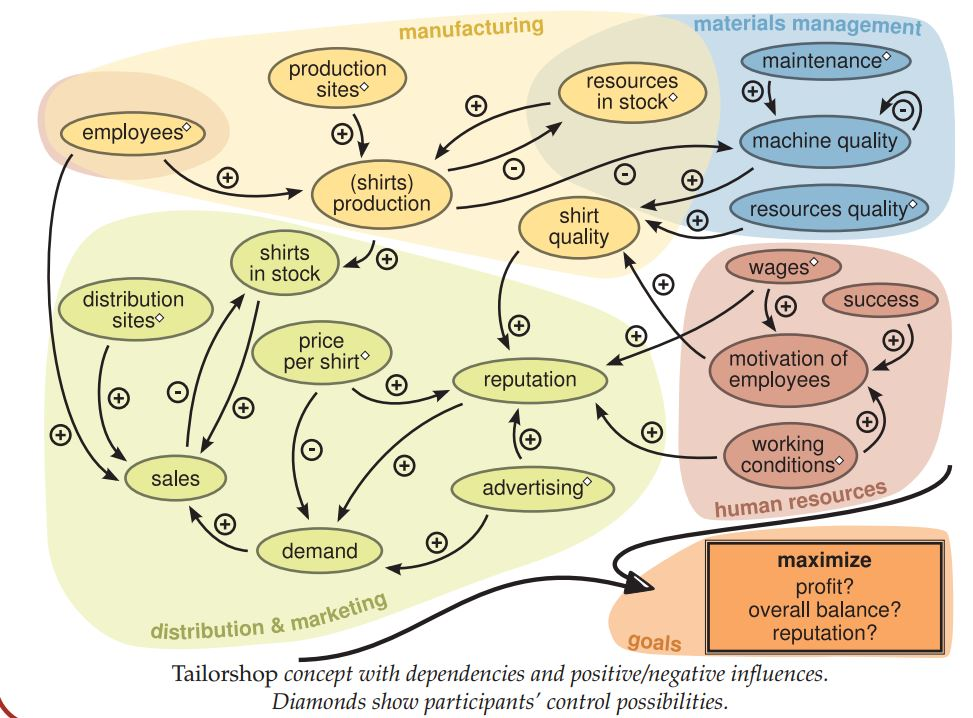 manufacturing
materials management
production
sites◇
resources
in stock◇
maintenance◇
employees◇
machine quality
(shirts)
production
resources quality◇
shirt
quality
shirts
in stock
wages◇
success
distribution
sites◇
price
per shirt◇
reputation
motivation of
employees
working
conditions◇
sales
advertising◇
demand
human resources
distribution & marketing
goals
maximize
profit?
overall balance?
reputation?
+
+
-
+
-
+
-
+
+
+
+
+
+
+
+
+
+
-
+
+
-
+
+
+
+
+
Tailorshop concept with dependencies and positive/negative influences.
Diamonds show participants' control possibilities.